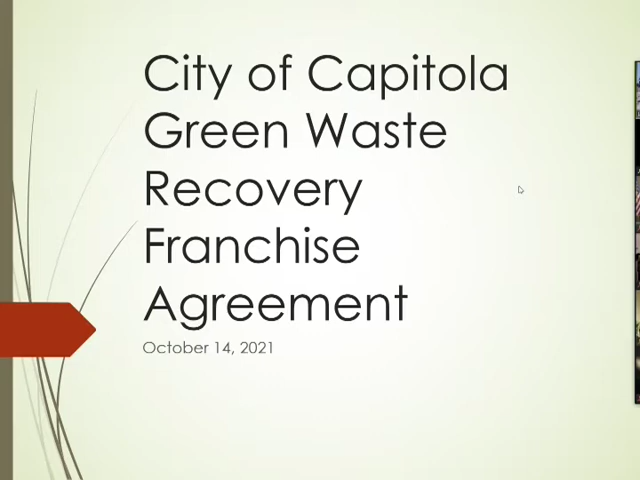 City of Capitola
Green Waste
Recovery
Franchise
Agreement
October 14, 2021